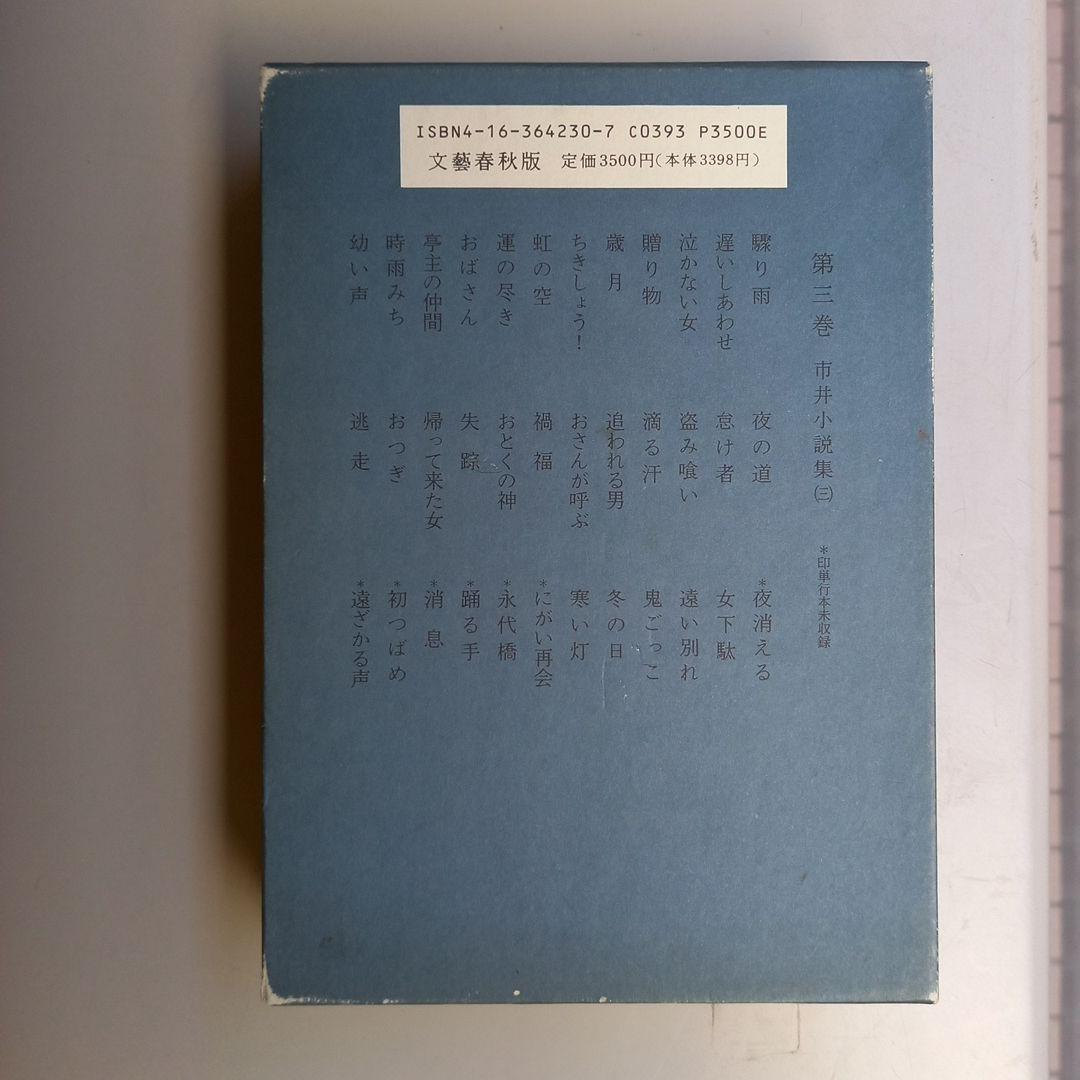 ISBN4-16-364230-7 C0393 P3500E
文藝春秋版 定価3500円(本体3398円)
第三巻 市井小説集㈢ *印単行本未収録
驟り雨
遅いしあわせ
泣かない女
贈り物
歳月
ちきしょう!
虹の空
運の尽き
おばさん
亭主の仲間
時雨みち
幼い声
夜の道
怠け者
盗み喰い
滴る汗
追われる男
おさんが呼ぶ
禍福
おとくの神
失踪
帰って来た女
おつぎ
逃走
*夜消える
女下駄
遠い別れ
鬼ごっこ
冬の日
寒い灯
*にがい再会
*永代橋
*踊る手
*消息
*初つばめ
*遠ざかる声